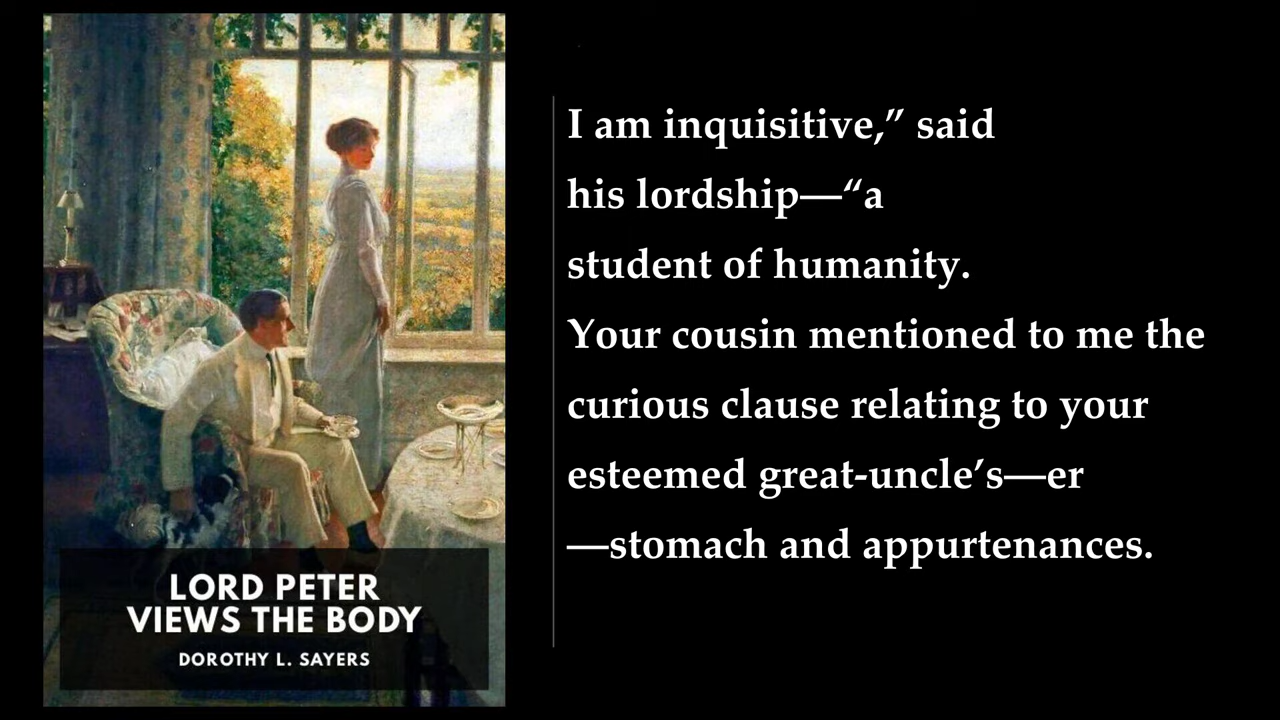 I am inquisitive,” said
his lordship—“a
student of humanity.
Your cousin mentioned to me the
curious clause relating to your
esteemed great-uncle’s—er
—stomach and appurtenances.
LORD PETER
VIEWS THE BODY
DOROTHY L. SAYERS